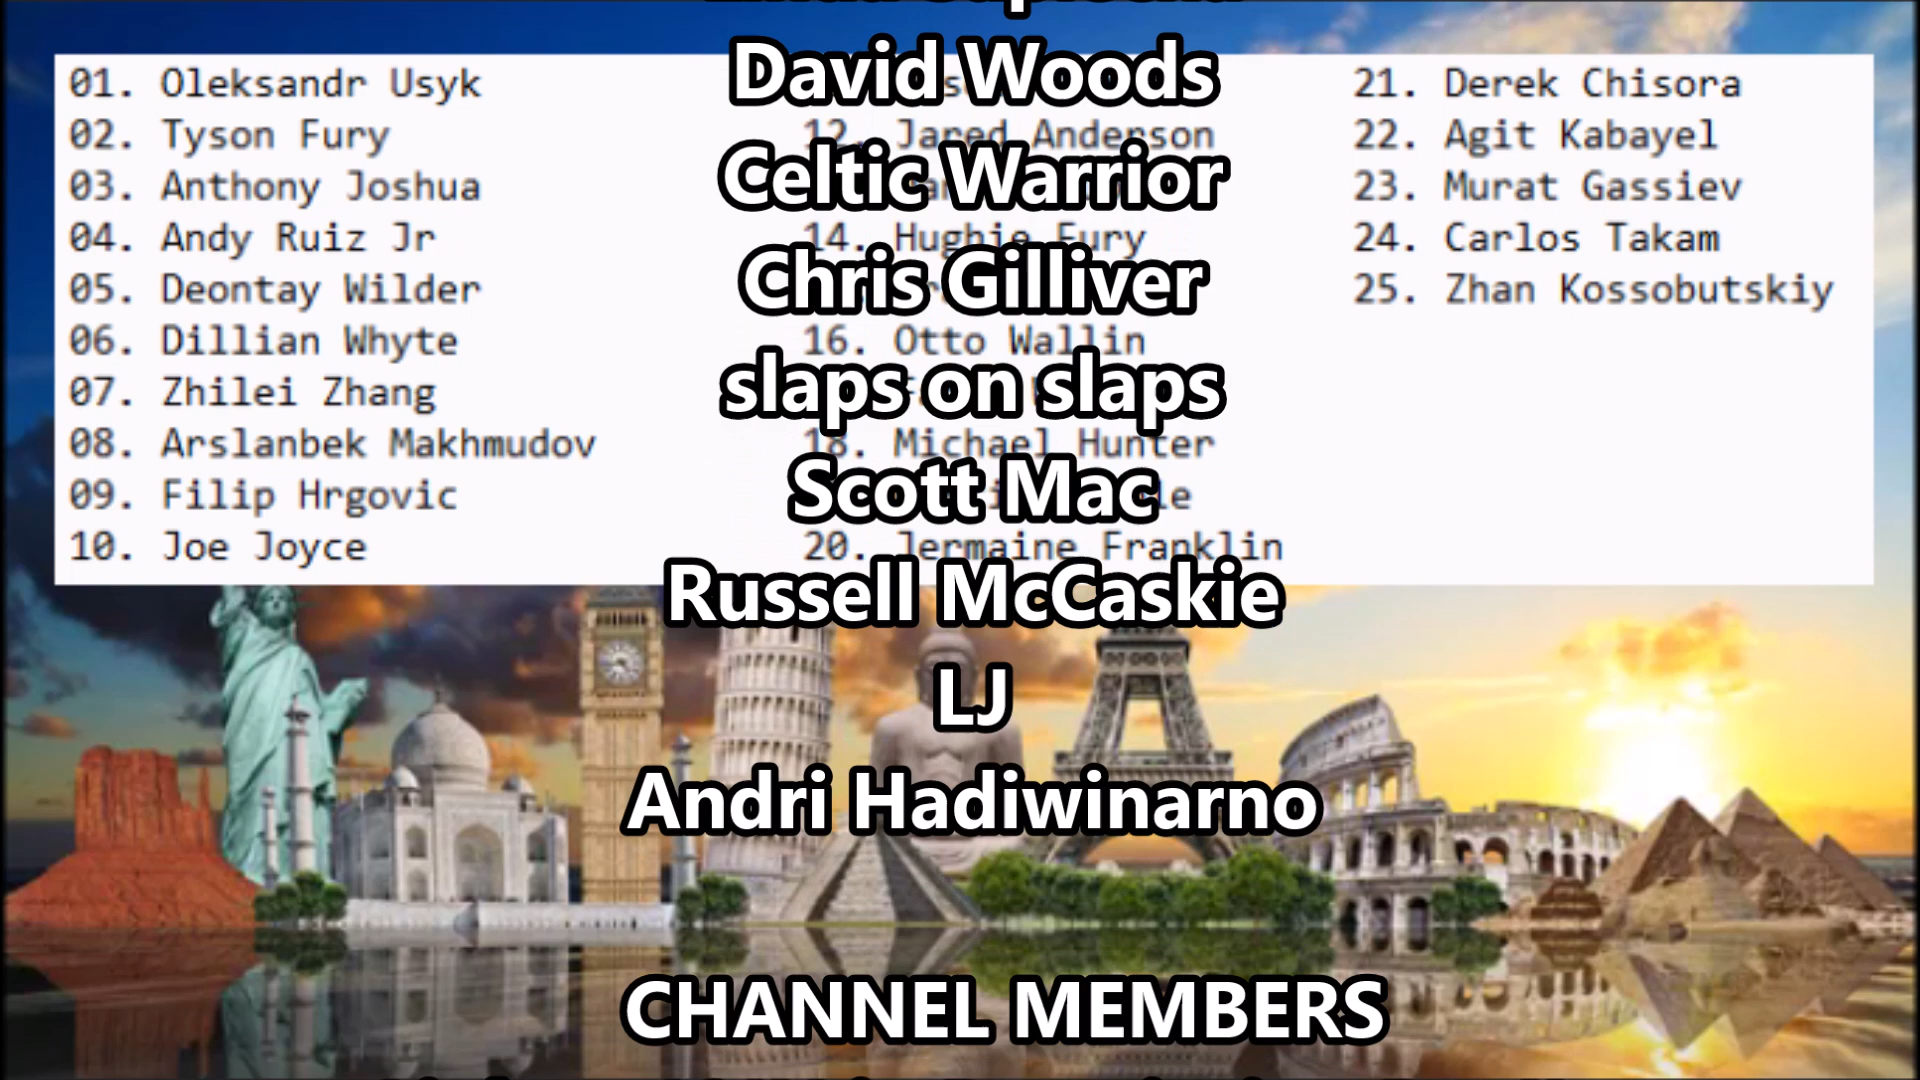 01. Oleksandr Usyk
02. Tyson Fury
03. Anthony Joshua
04. Andy Ruiz Jr
05. Deontay Wilder
06. Dillian Whyte
07. Zhilei Zhang
08. Arslanbek Makhmudov
09. Filip Hrgovic
10. Joe Joyce
12. Jared Anderson
14. Hughie Fury
16. Otto Wallin
18. Michael Hunter
20. Jermaine Franklin
21. Derek Chisora
22. Agit Kabayel
23. Murat Gassiev
24. Carlos Takam
25. Zhan Kossobutskiy
David Woods
Celtic Warrior
Chris Gilliver
slaps on slaps
Scott Mac
Russell McCaskie
LJ
Andri Hadiwinarno
CHANNEL MEMBERS